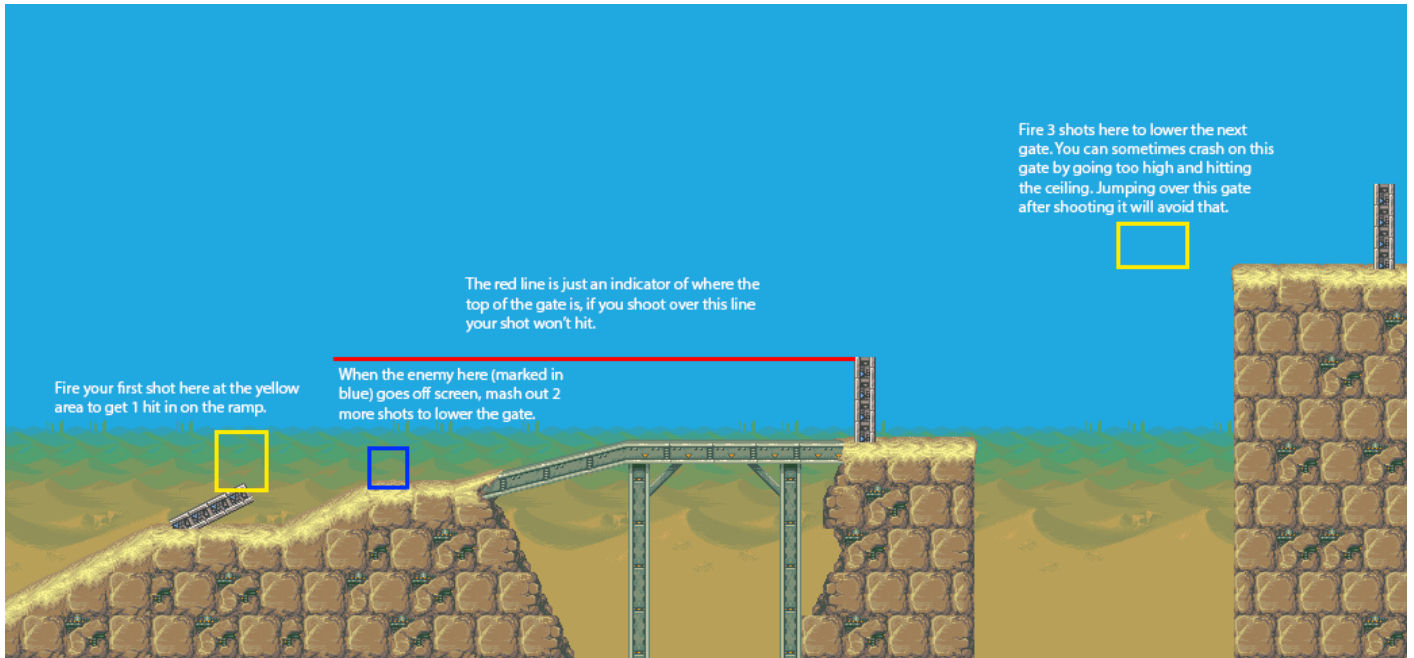 Fire 3 shots here to lower the next
gate. You can sometimes crash on this
gate by going too high and hitting
the ceiling. Jumping over this gate
after shooting it will avoid that.
The red line is just an indicator of where the
top of the gate is, if you shoot over this line
your shot won't hit.
When the enemy here (marked in
blue) goes off screen, mash out 2
more shots to lower the gate.
Fire your first shot here at the yellow
area to get 1 hit in on the ramp.